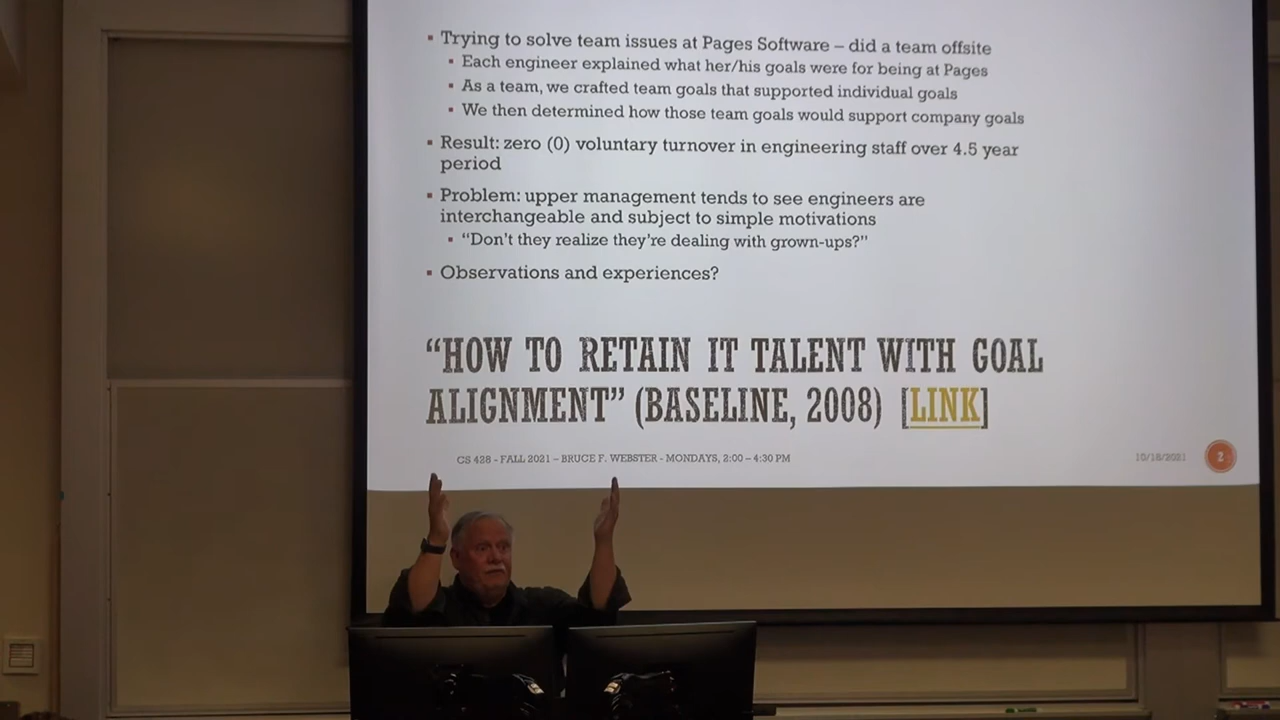 ▪ Trying to solve team issues at Pages Software – did a team offsite
▪ Each engineer explained what her/his goals were for being at Pages
▪ As a team, we crafted team goals that supported individual goals
▪ We then determined how those team goals would support company goals
▪ Result: zero (0) voluntary turnover in engineering staff over 4.5 year
period
▪ Problem: upper management tends to see engineers are
interchangeable and subject to simple motivations
▪ “Don’t they realize they’re dealing with grown-ups?”
▪ Observations and experiences?
“HOW TO RETAIN IT TALENT WITH GOAL
ALIGNMENT” (BASELINE, 2008) [LINK]
CS 428 - FALL 2021 – BRUCE F. WEBSTER - MONDAYS, 2:00 – 4:30 PM
10/18/2021
2